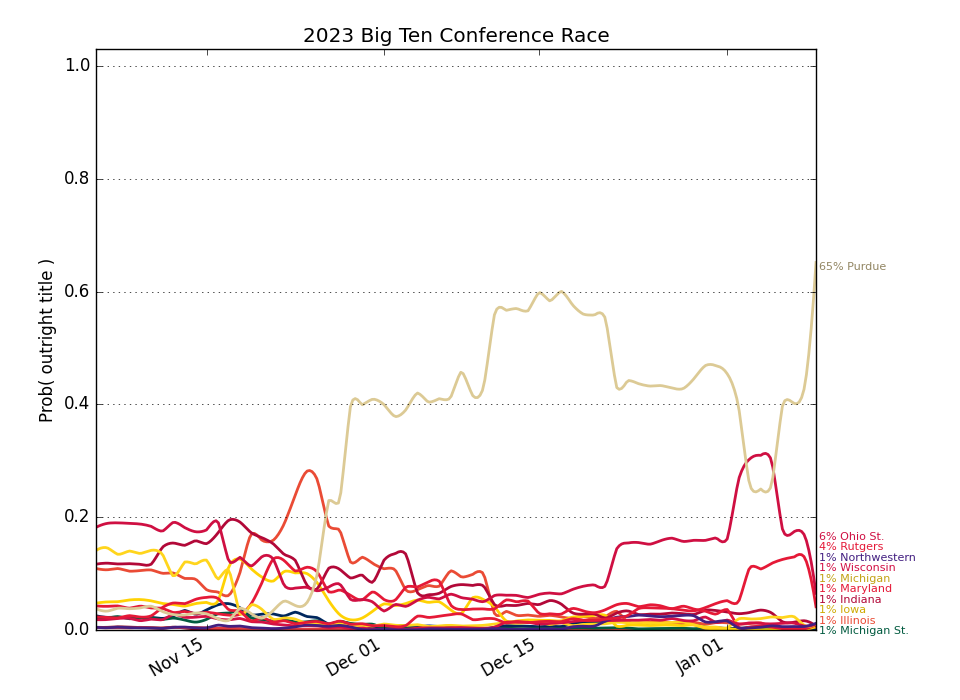 2023 Big Ten Conference Race
1.0
0.8
0.6
0.4
0.2
0.0
Prob( outright title )
Nov 15
Dec 01
Dec 15
Jan 01
65% Purdue
6% Ohio St.
4% Rutgers
1% Northwestern
1% Wisconsin
1% Michigan
1% Maryland
1% Indiana
1% Iowa
1% Illinois
1% Michigan St.